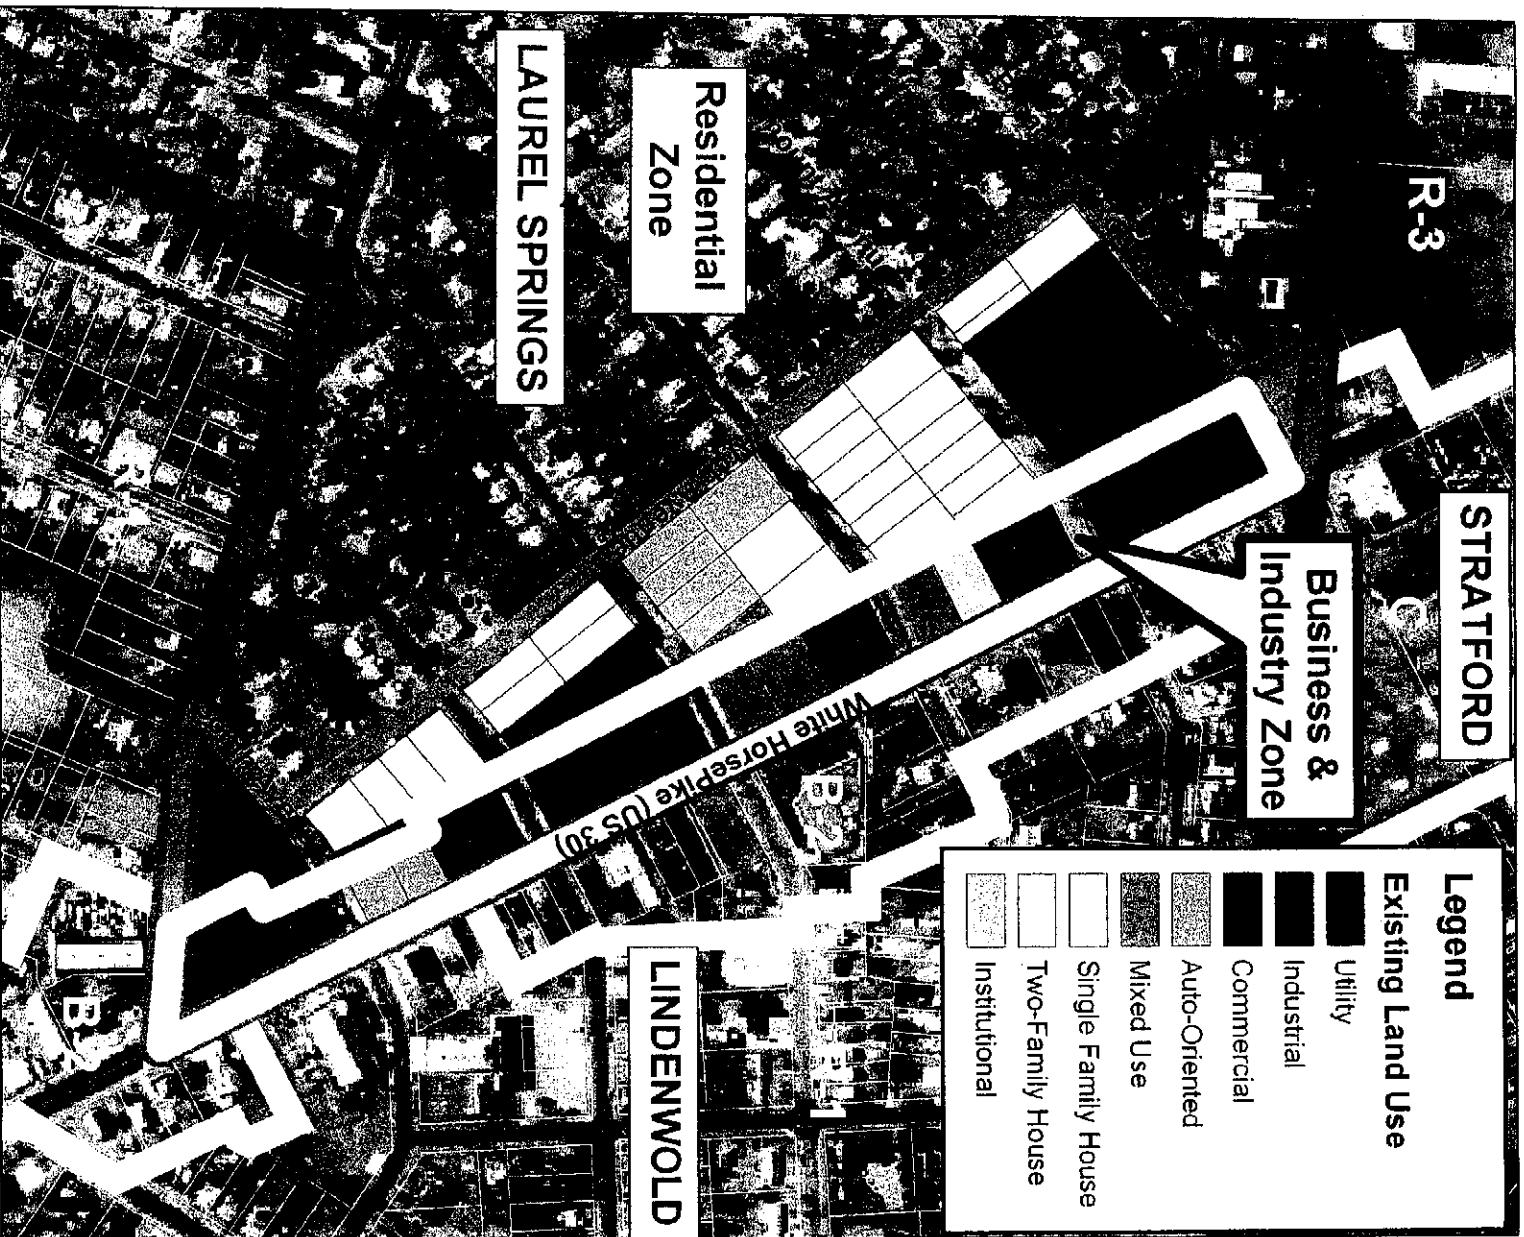 R-3
STRATFORD
C
Business &
Industry Zone
Residential
Zone
LAUREL SPRINGS
White HorsePike (US 30)
B-2
LINDENWOLD
B
Legend
Existing Land Use
Utility
Industrial
Commercial
Auto-Oriented
Mixed Use
Single Family House
Two-Family House
Institutional